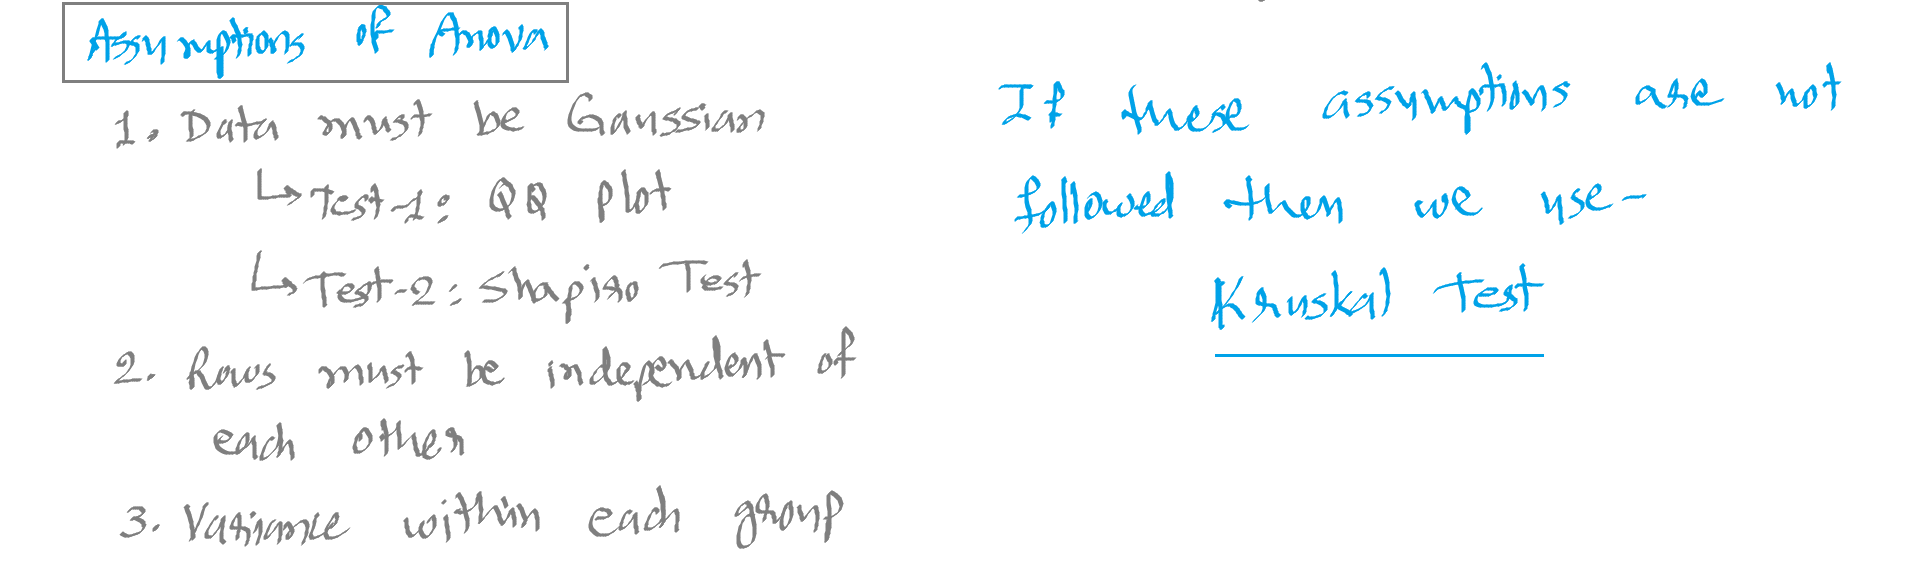 Assumptions of Anova
1. Data must be Gaussian
↳ Test-1: QQ plot
↳ Test-2: Shapiro Test
2. Rows must be independent of
each other
3. Variance within each group
If these assumptions are not
followed then we use-
Kruskal Test